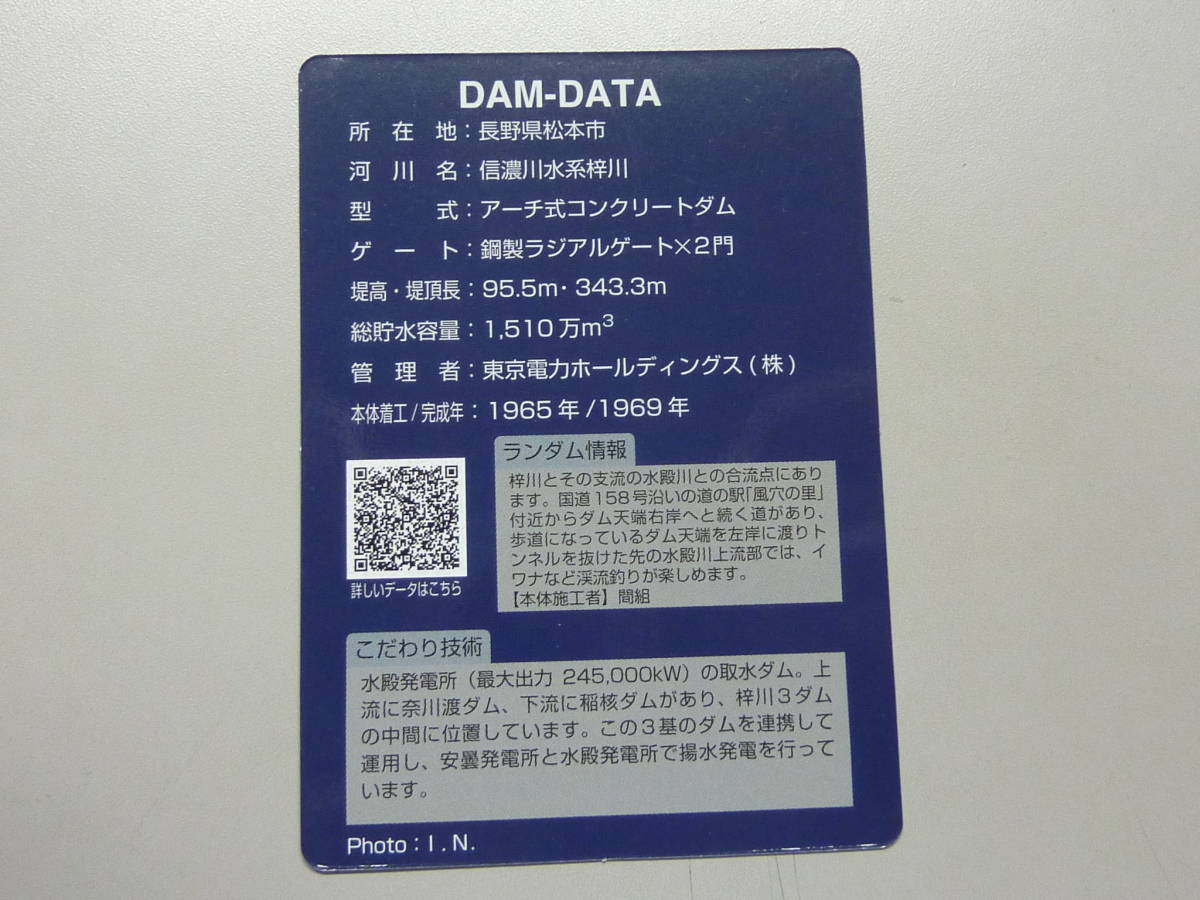 DAM-DATA
所在地：長野県松本市
河川名：信濃川水系梓川
型式：アーチ式コンクリートダム
ゲート：鋼製ラジアルゲート×2門
堤高・堤頂長：95.5m・343.3m
総貯水容量：1,510万m³
管理者：東京電力ホールディングス(株)
本体着工/完成年：1965年/1969年
ランダム情報
梓川とその支流の水殿川との合流点にあり
ます。国道158号沿いの道の駅｢風穴の里｣
付近からダム天端右岸へと続く道があり、
歩道になっているダム天端を左岸に渡りト
ンネルを抜けた先の水殿川上流部では、イ
ワナなど渓流釣りが楽しめます。
【本体施工者】間組
詳しいデータはこちら
こだわり技術
水殿発電所（最大出力 245,000kW）の取水ダム。上
流に奈川渡ダム、下流に稲核ダムがあり、梓川3ダム
の中間に位置しています。この3基のダムを連携して
運用し、安曇発電所と水殿発電所で揚水発電を行って
います。
Photo：I.N.